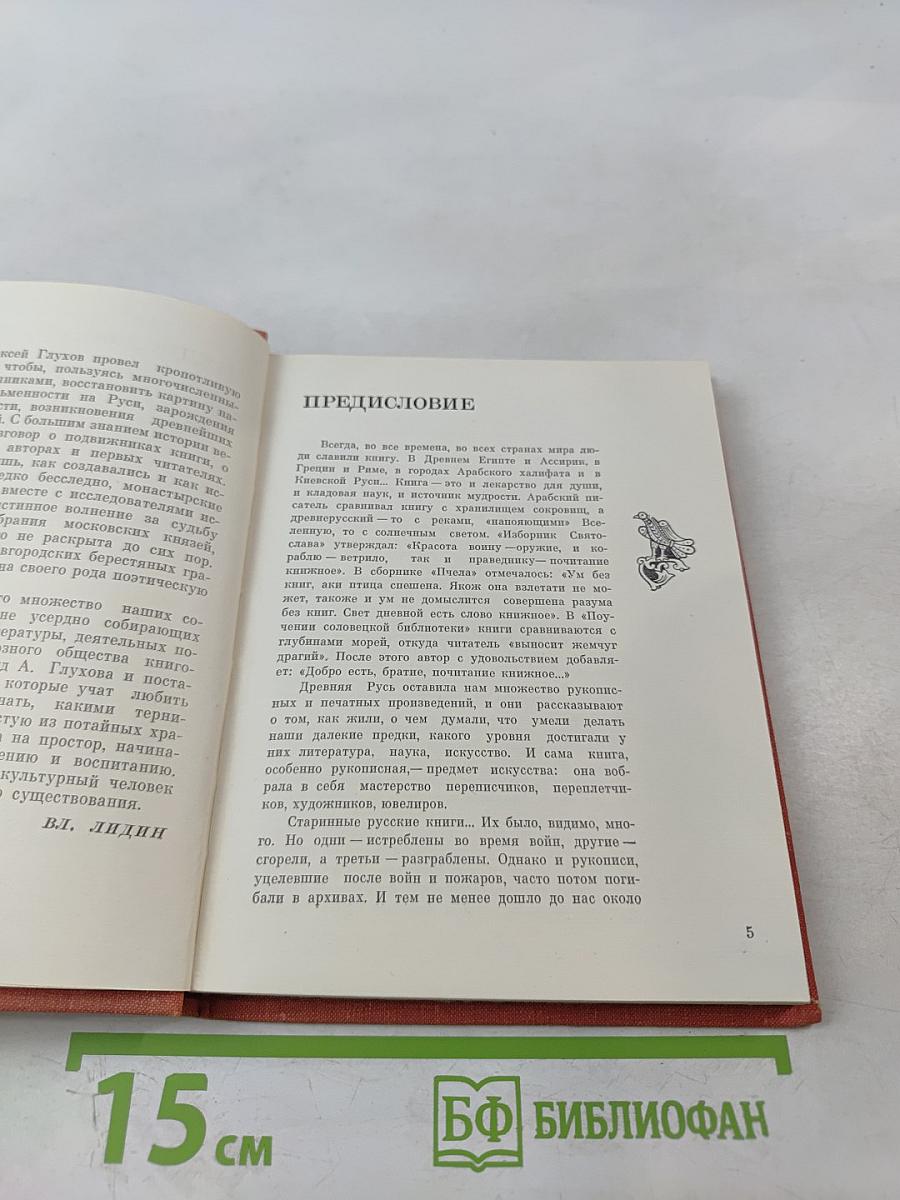 ксей Глухов провел кропотливую
чтобы, пользуясь многочисленны-
никами, восстановить картину на-
ьменности на Руси, зарождения
сти, возникновения древнейших
й. С большим знанием истории ве-
зговор о подвижниках книги, о
авторах и первых читателях.
шь, как создавались и как ис-
едко бесследно, монастырские
вместе с исследователями ис-
стинное волнение за судьбу
брания московских князей,
ю не раскрыта до сих пор.
вгородских берестяных гра-
на своего рода поэтическую
го множество наших со-
не усердно собирающих
ературы, деятельных по-
юзного общества книго-
д А. Глухова и поста-
которые учат любить
нать, какими терни-
стую из потайных хра-
а на простор, начина-
ению и воспитанию.
культурный человек
о существования.
ВЛ. ЛИДИН
ПРЕДИСЛОВИЕ
Всегда, во все времена, во всех странах мира лю-
ди славили книгу. В Древнем Египте и Ассирии, в
Греции и Риме, в городах Арабского халифата и в
Киевской Руси... Книга — это и лекарство для души,
и кладовая наук, и источник мудрости. Арабский пи-
сатель сравнивал книгу с хранилищем сокровищ, а
древнерусский — то с реками, «напояющими» Все-
ленную, то с солнечным светом. «Изборник Свято-
слава» утверждал: «Красота воину — оружие, и ко-
раблю — ветрило, так и праведнику — почитание
книжное». В сборнике «Пчела» отмечалось: «Ум без
книг, аки птица спешена. Якож она взлетати не мо-
жет, такоже и ум не домыслится совершена разума
без книг. Свет дневной есть слово книжное». В «Поу-
чении соловецкой библиотеки» книги сравниваются с
глубинами морей, откуда читатель «выносит жемчуг
драгий». После этого автор с удовольствием добавля-
ет: «Добро есть, братие, почитание книжное...»
Древняя Русь оставила нам множество рукопис-
ных и печатных произведений, и они рассказывают
о том, как жили, о чем думали, что умели делать
наши далекие предки, какого уровня достигали у
них литература, наука, искусство. И сама книга,
особенно рукописная,— предмет искусства: она воб-
рала в себя мастерство переписчиков, переплетчи-
ков, художников, ювелиров.
Старинные русские книги... Их было, видимо, мно-
го. Но одни — истреблены во время войн, другие —
сгорели, а третьи — разграблены. Однако и рукописи,
уцелевшие после войн и пожаров, часто потом поги-
бали в архивах. И тем не менее дошло до нас около
5
15 см
БФ БИБЛИОФАН